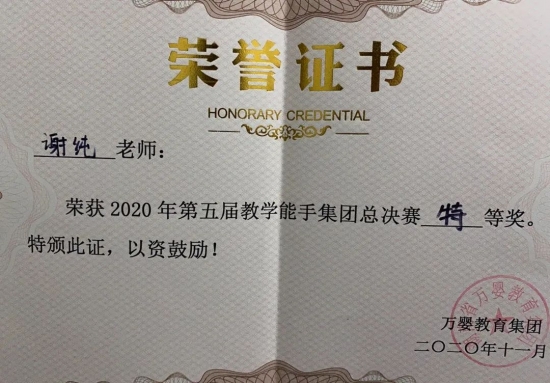 荣誉证书
HONORARY CREDENTIAL
谢纯老师：
荣获2020年第五届教学能手集团总决赛特等奖。
特颁此证，以资鼓励！
万婴教育集团
二〇二〇年十一月